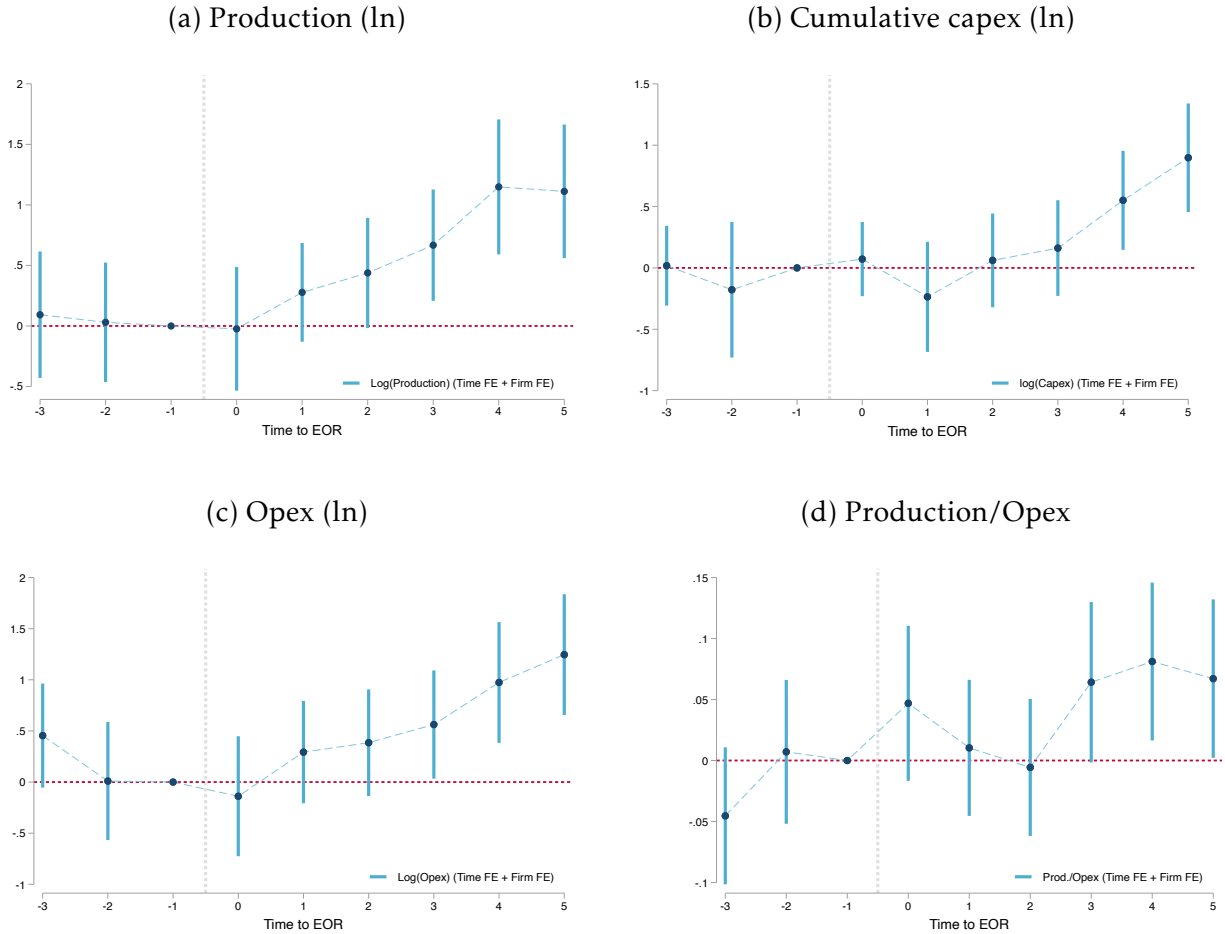 (a) Production (ln)
2
1.5
1
.5
0
-.5
-3 -2 -1 0 1 2 3 4 5
Log(Production) (Time FE + Firm FE)
Time to EOR
(b) Cumulative capex (ln)
1.5
1
.5
0
-.5
-1
-3 -2 -1 0 1 2 3 4 5
log(Capex) (Time FE + Firm FE)
Time to EOR
(c) Opex (ln)
2
1.5
1
.5
0
-.5
-1
-3 -2 -1 0 1 2 3 4 5
Log(Opex) (Time FE + Firm FE)
Time to EOR
(d) Production/Opex
.15
.1
.05
0
-.05
-.1
-3 -2 -1 0 1 2 3 4 5
Prod./Opex (Time FE + Firm FE)
Time to EOR